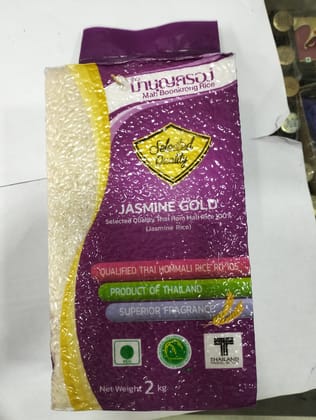 มาบุญครอง
Mah Boonkrong Rice
Selected
Quality
JASMINE GOLD
Selected Quality Thai Hom Mali Rice 100%
(Jasmine Rice)
QUALIFIED THAI HOMMALI RICE
PRODUCT OF THAILAND
SUPERIOR FRAGRANCE
THAILAND
Net Weight 2 kg.